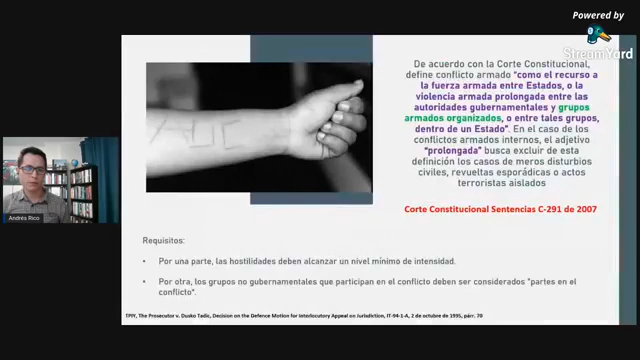 Powered by
StreamYard
De acuerdo con la Corte Constitucional,
define conflicto armado "como el recurso a
la fuerza armada entre Estados, o la
violencia armada prolongada entre las
autoridades gubernamentales y grupos
armados organizados, o entre tales grupos,
dentro de un Estado". En el caso de los
conflictos armados internos, el adjetivo
"prolongada" busca excluir de esta
definición los casos de meros disturbios
civiles, revueltas esporádicas o actos
terroristas aislados
AUC
Corte Constitucional Sentencias C-291 de 2007
Andrés Rico
Requisitos:
• Por una parte, las hostilidades deben alcanzar un nivel mínimo de intensidad.
• Por otra, los grupos no gubernamentales que participan en el conflicto deben ser considerados "partes en el
conflicto".
TPIY, The Prosecutor v. Dusko Tadic, Decision on the Defence Motion for Interlocutory Appeal on Jurisdiction, IT-94-1-A, 2 de octubre de 1995, párr. 70